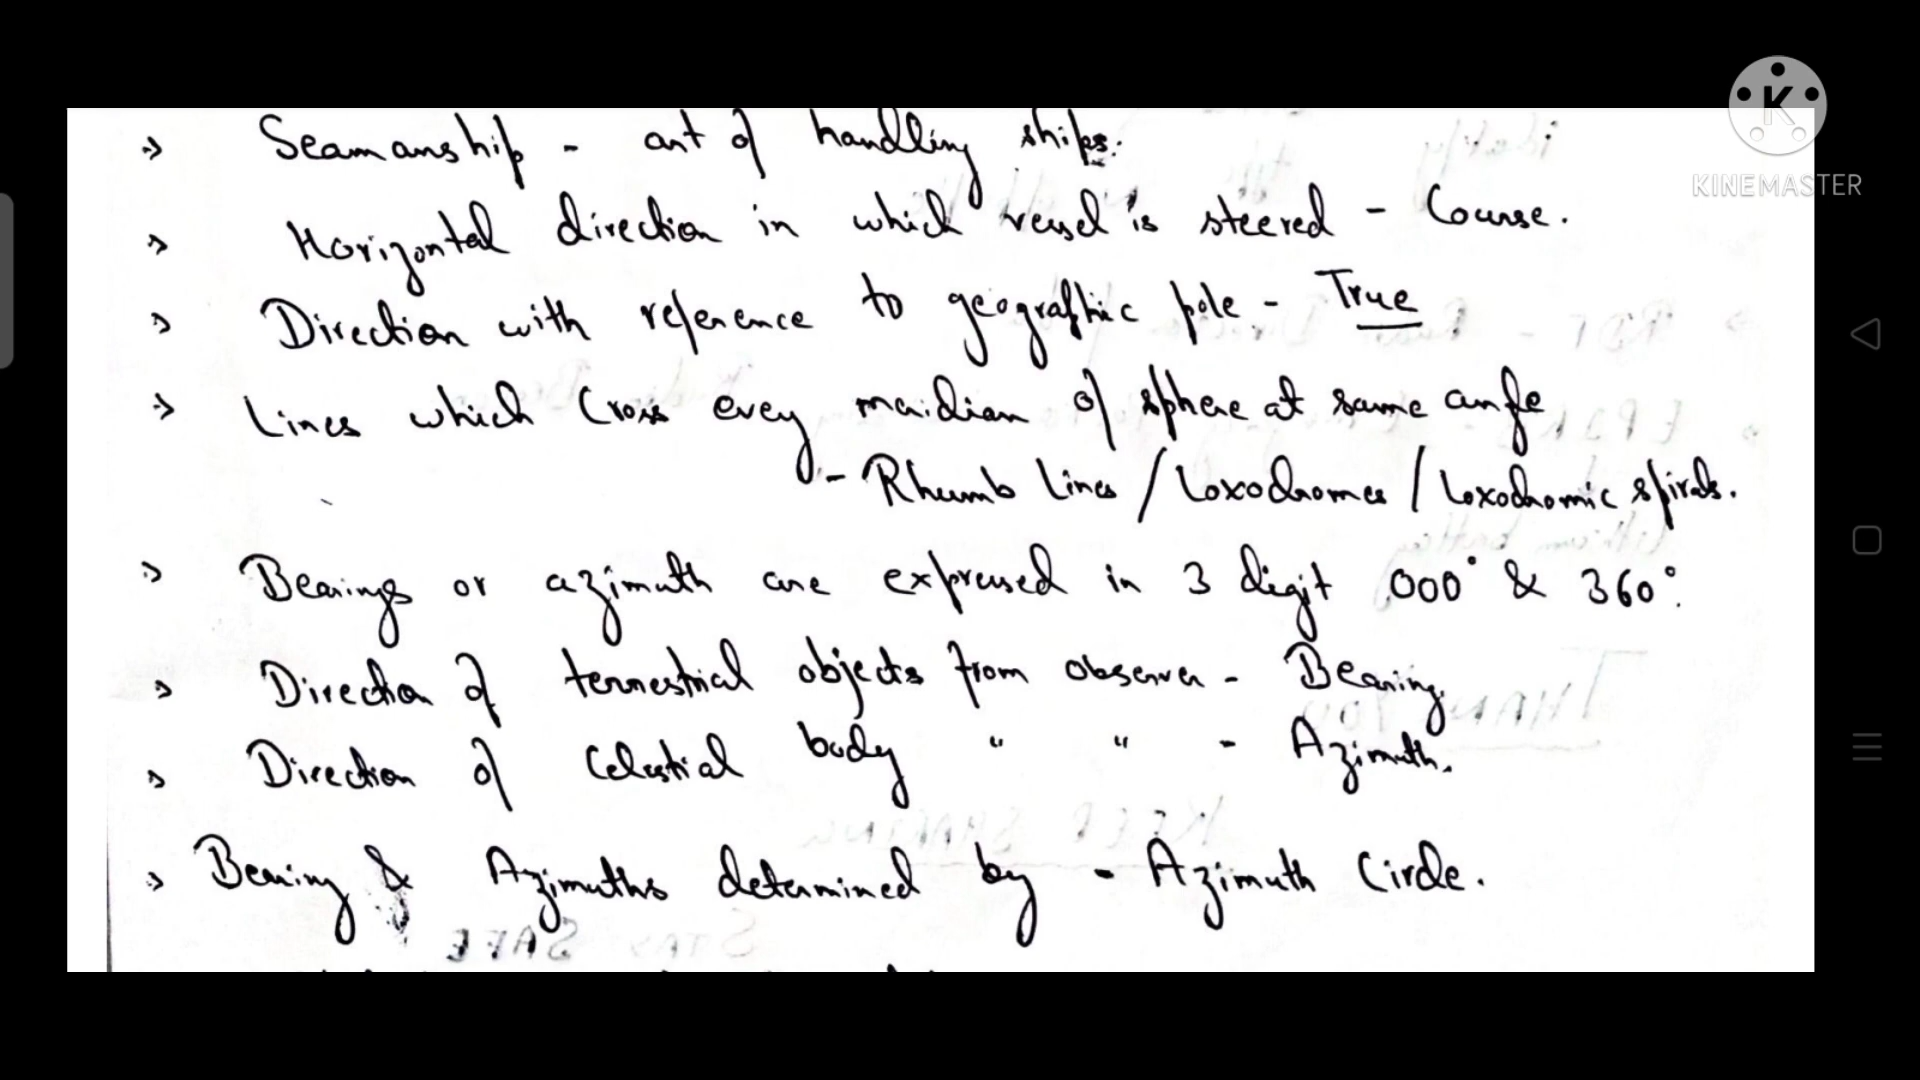 K
KINEMASTER
→ Seamanship - art of handling ships.
→ Horizontal direction in which vessel is steered - Course.
→ Direction with reference to geographic pole - True
→ Lines which cross every meridian of sphere at same angle
- Rhumb Lines / Loxodromes / Loxodromic spirals.
→ Bearings or azimuth are expressed in 3 digit 000° & 360°.
→ Direction of terrestrial objects from observer - Bearing.
→ Direction of Celestial body " " - Azimuth.
→ Bearing & Azimuths determined by - Azimuth Circle.